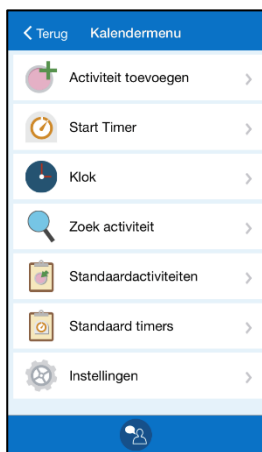 Terug Kalendermenu
Activiteit toevoegen
Start Timer
Klok
Zoek activiteit
Standaardactiviteiten
Standaard timers
Instellingen